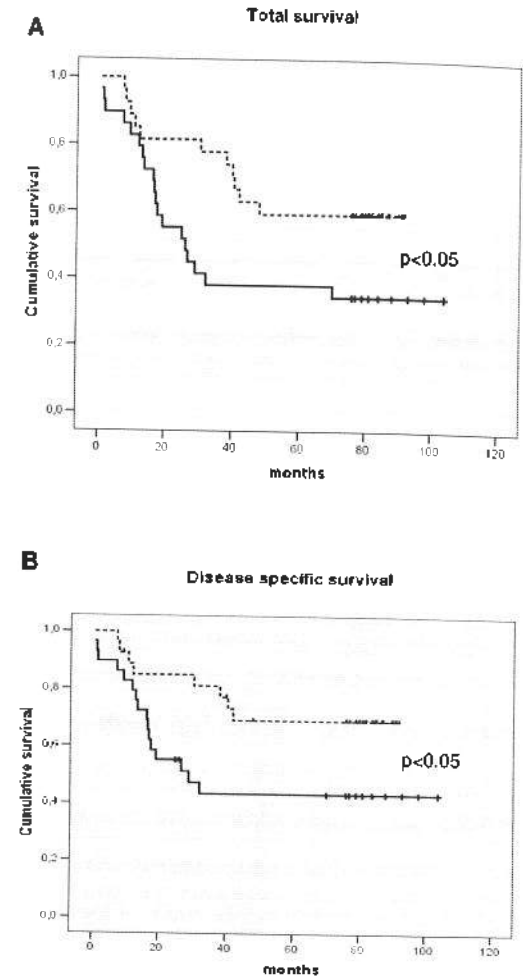 A
Total survival
1,0
0,8
0,6
0,4
0,2
0,0
Cumulative survival
p<0.05
0 20 40 60 80 100 120
months
B
Disease specific survival
1,0
0,8
0,6
0,4
0,2
0,0
Cumulative survival
p<0.05
0 20 40 60 80 100 120
months